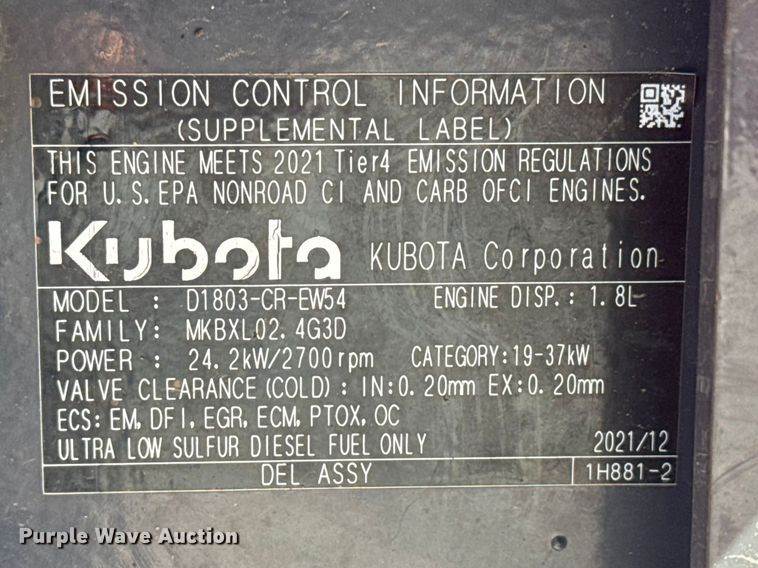 EMISSION CONTROL INFORMATION
(SUPPLEMENTAL LABEL)
THIS ENGINE MEETS 2021 Tier4 EMISSION REGULATIONS
FOR U.S.EPA NONROAD CI AND CARB OFCI ENGINES.
Kubota KUBOTA Corporation
MODEL : D1803-CR-EW54 ENGINE DISP.: 1.8L
FAMILY: MKBXL02.4G3D
POWER : 24.2kW/2700rpm CATEGORY:19-37kW
VALVE CLEARANCE(COLD): IN:0.20mm EX:0.20mm
ECS: EM, DFI, EGR, ECM, PTOX, OC
ULTRA LOW SULFUR DIESEL FUEL ONLY 2021/12
DEL ASSY 1H881-2
Purple Wave Auction